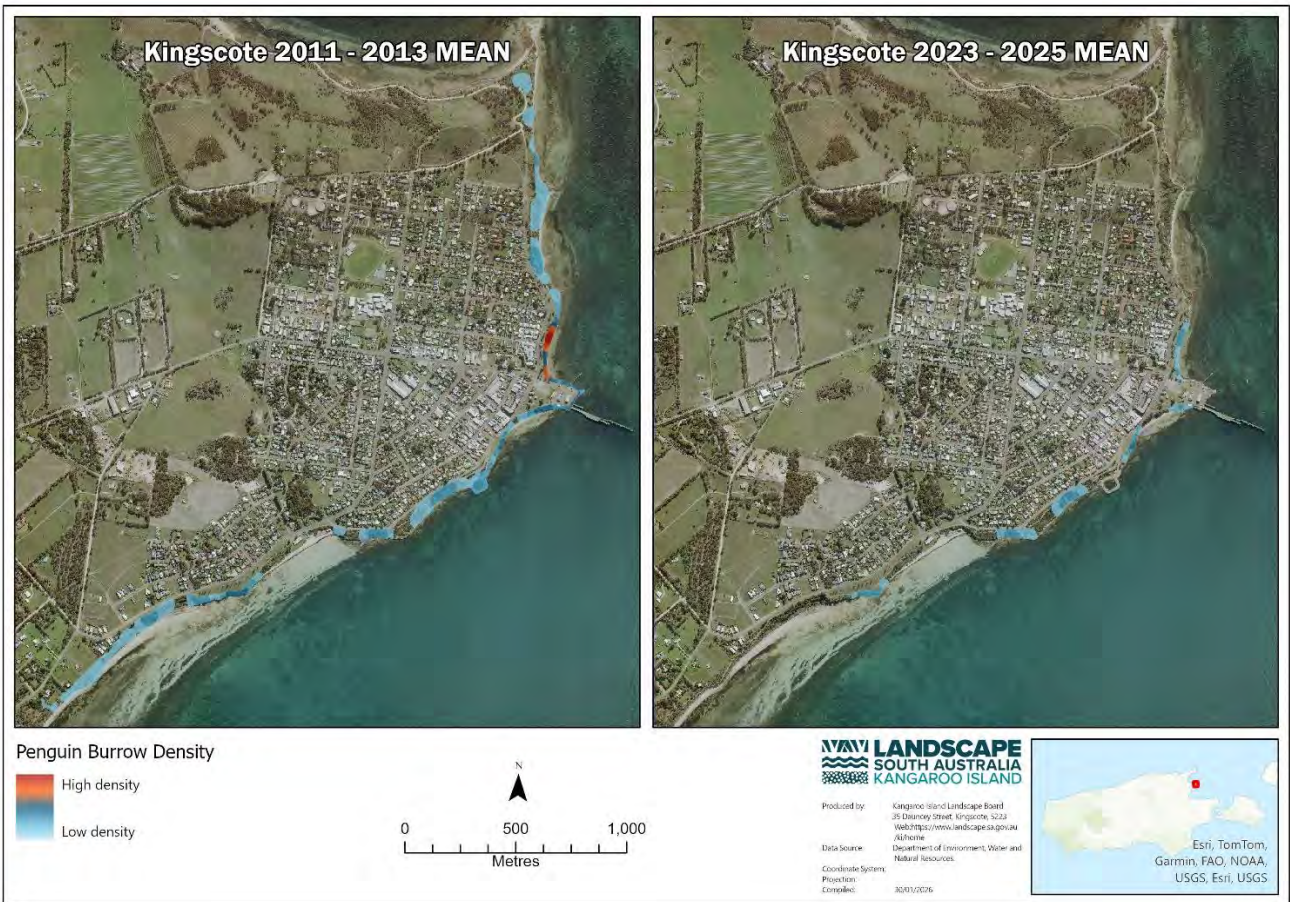 Kingscote 2011 - 2013 MEAN
Kingscote 2023 - 2025 MEAN
Penguin Burrow Density
High density
Low density
N
0 500 1,000
Metres
LANDSCAPE
SOUTH AUSTRALIA
KANGAROO ISLAND
Produced by: Kangaroo Island Landscape Board
35 Dauncey Street, Kingscote, 5223
Web:https://www.landscape.sa.gov.au
/ki/home
Data Source: Department of Environment, Water and
Natural Resources.
Coordinate System:
Projection:
Compiled: 30/01/2026
Esri, TomTom,
Garmin, FAO, NOAA,
USGS, Esri, USGS